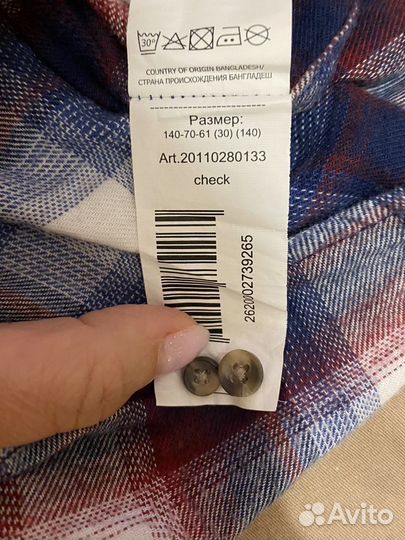 30°
COUNTRY OF ORIGIN BANGLADESH/
СТРАНА ПРОИСХОЖДЕНИЯ БАНГЛАДЕШ
Размер:
140-70-61 (30) (140)
Art.20110280133
check
2620002739265
Avito